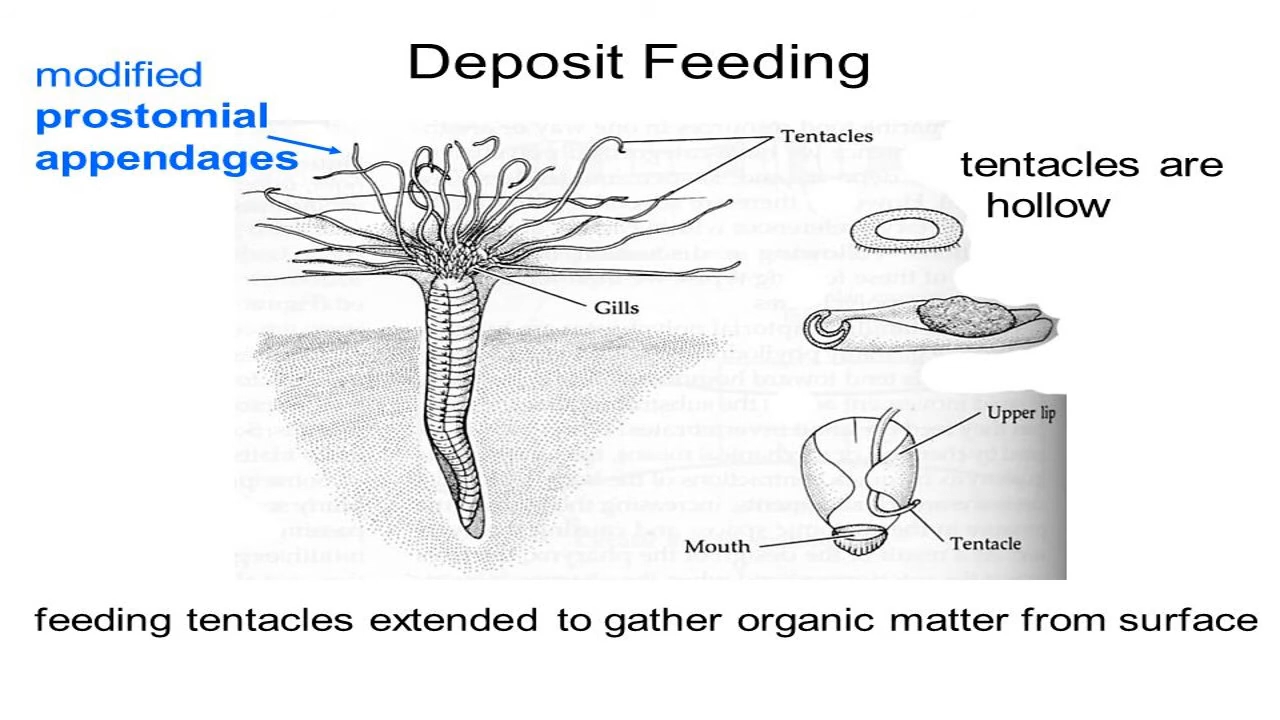 Deposit Feeding
modified
prostomial
appendages
Tentacles
tentacles are
hollow
Gills
Upper lip
Mouth
Tentacle
feeding tentacles extended to gather organic matter from surface